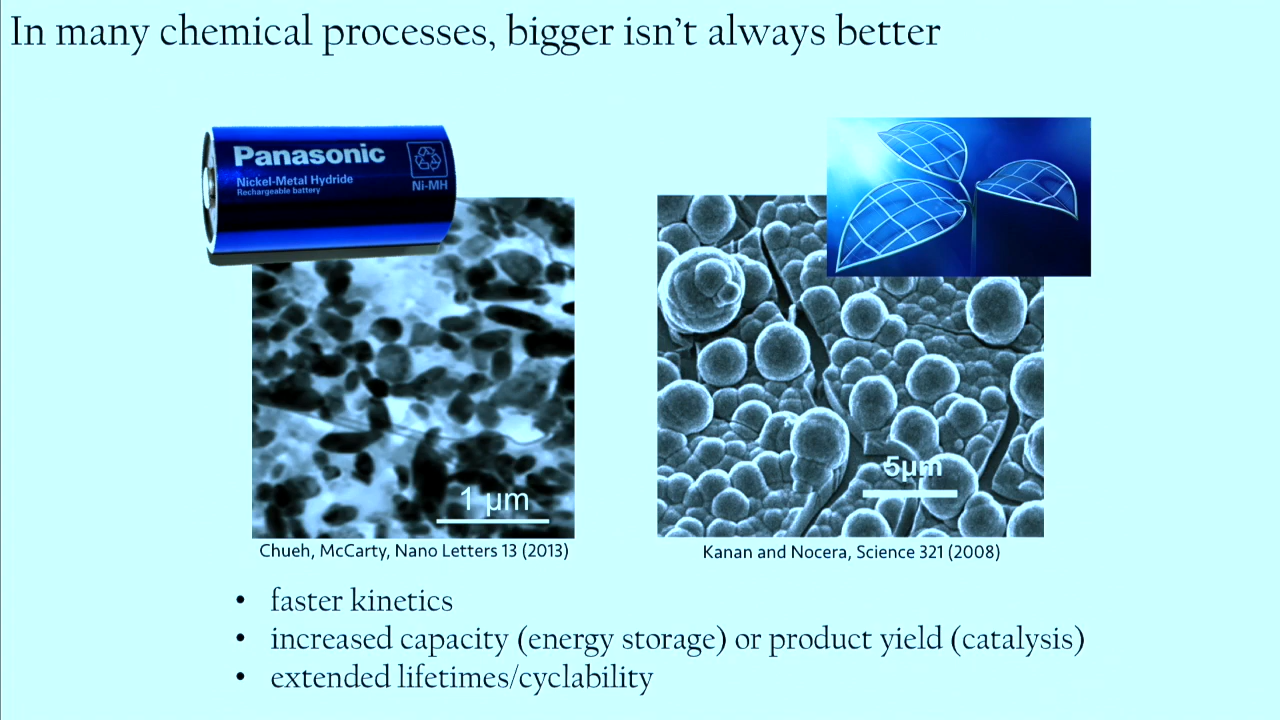 In many chemical processes, bigger isn't always better
Panasonic
Nickel-Metal Hydride
Rechargeable battery
Ni-MH
1 µm
5µm
Chueh, McCarty, Nano Letters 13 (2013)
Kanan and Nocera, Science 321 (2008)
• faster kinetics
• increased capacity (energy storage) or product yield (catalysis)
• extended lifetimes/cyclability